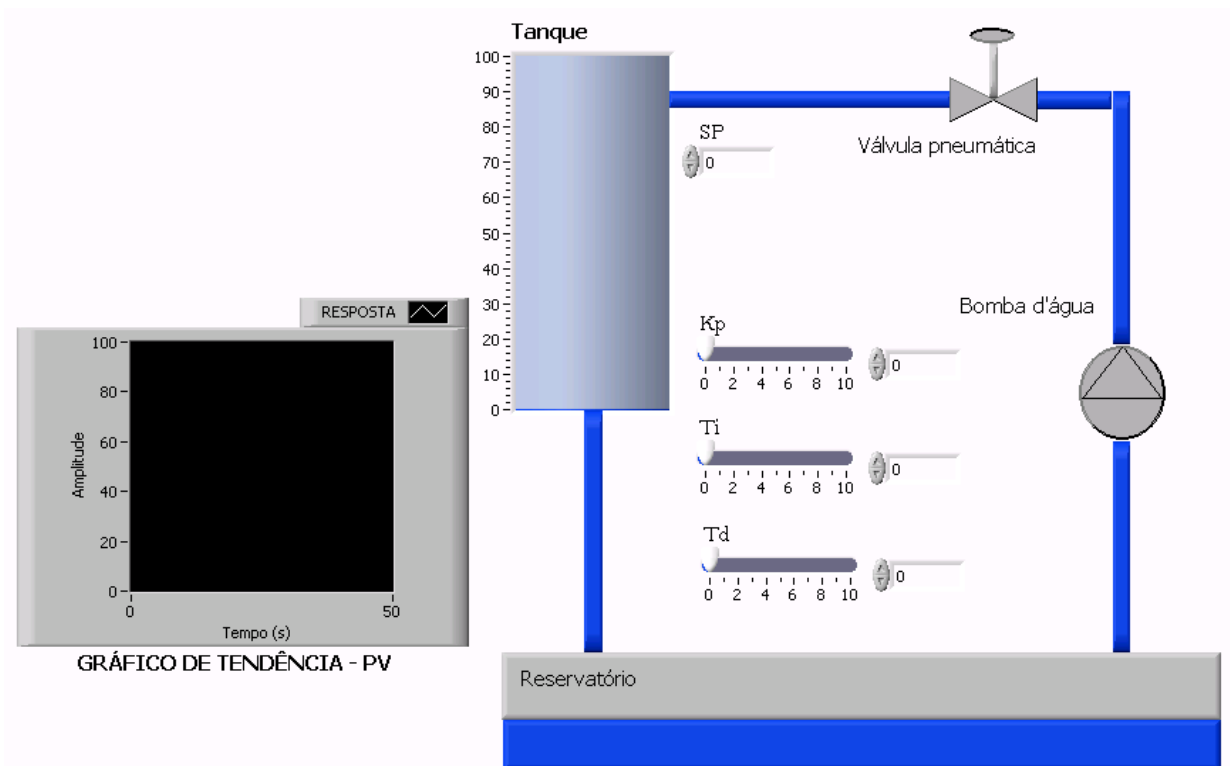 Tanque
100
90
80
70
60
50
40
30
20
10
0
SP
0
Válvula pneumática
Bomba d'água
Kp
0 2 4 6 8 10
0
Ti
0 2 4 6 8 10
0
Td
0 2 4 6 8 10
0
RESPOSTA
100
80
60
40
20
0
Amplitude
0 50
Tempo (s)
GRÁFICO DE TENDÊNCIA - PV
Reservatório